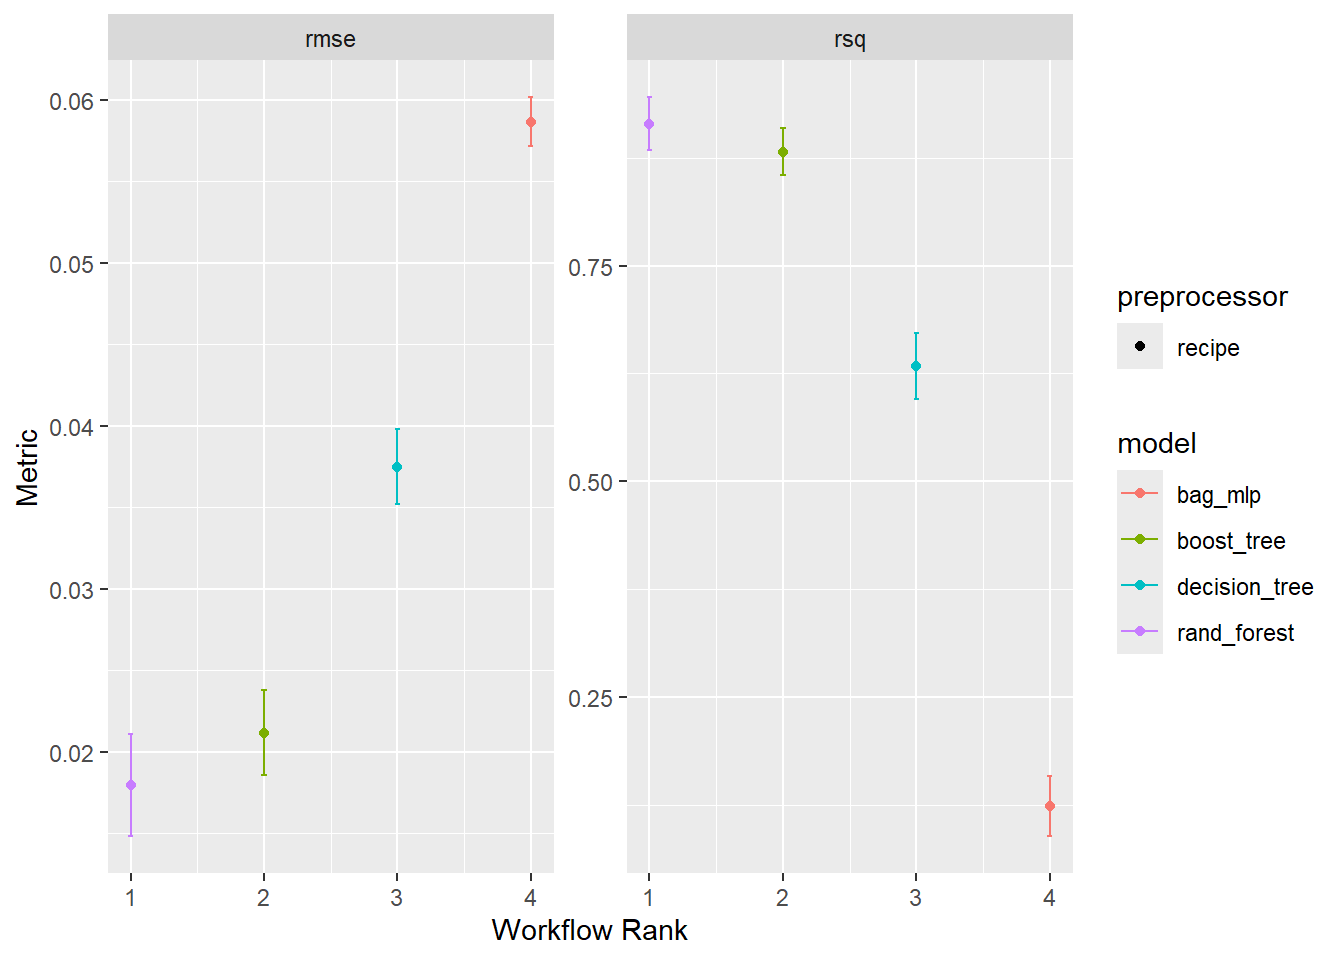 rmse
rsq
0.06
0.05
0.04
0.03
0.02
0.75
0.50
0.25
1 2 3 4
1 2 3 4
Metric
Workflow Rank
preprocessor
recipe
model
bag_mlp
boost_tree
decision_tree
rand_forest